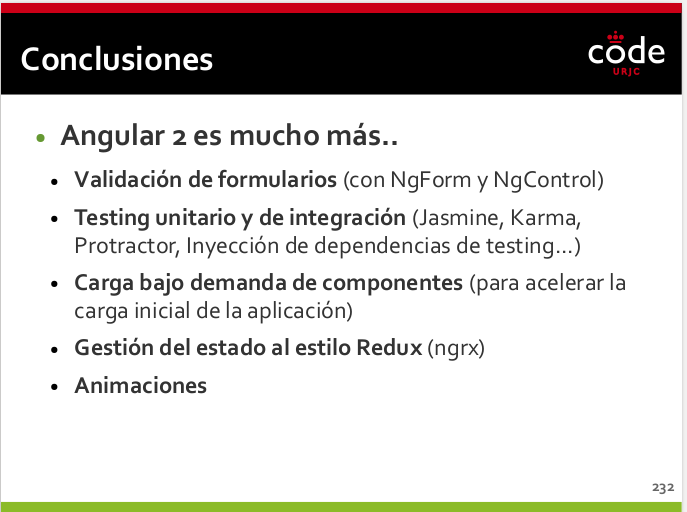 Conclusiones
code
URJC
• Angular 2 es mucho más..
• Validación de formularios (con NgForm y NgControl)
• Testing unitario y de integración (Jasmine, Karma,
Protractor, Inyección de dependencias de testing...)
• Carga bajo demanda de componentes (para acelerar la
carga inicial de la aplicación)
• Gestión del estado al estilo Redux (ngrx)
• Animaciones
232